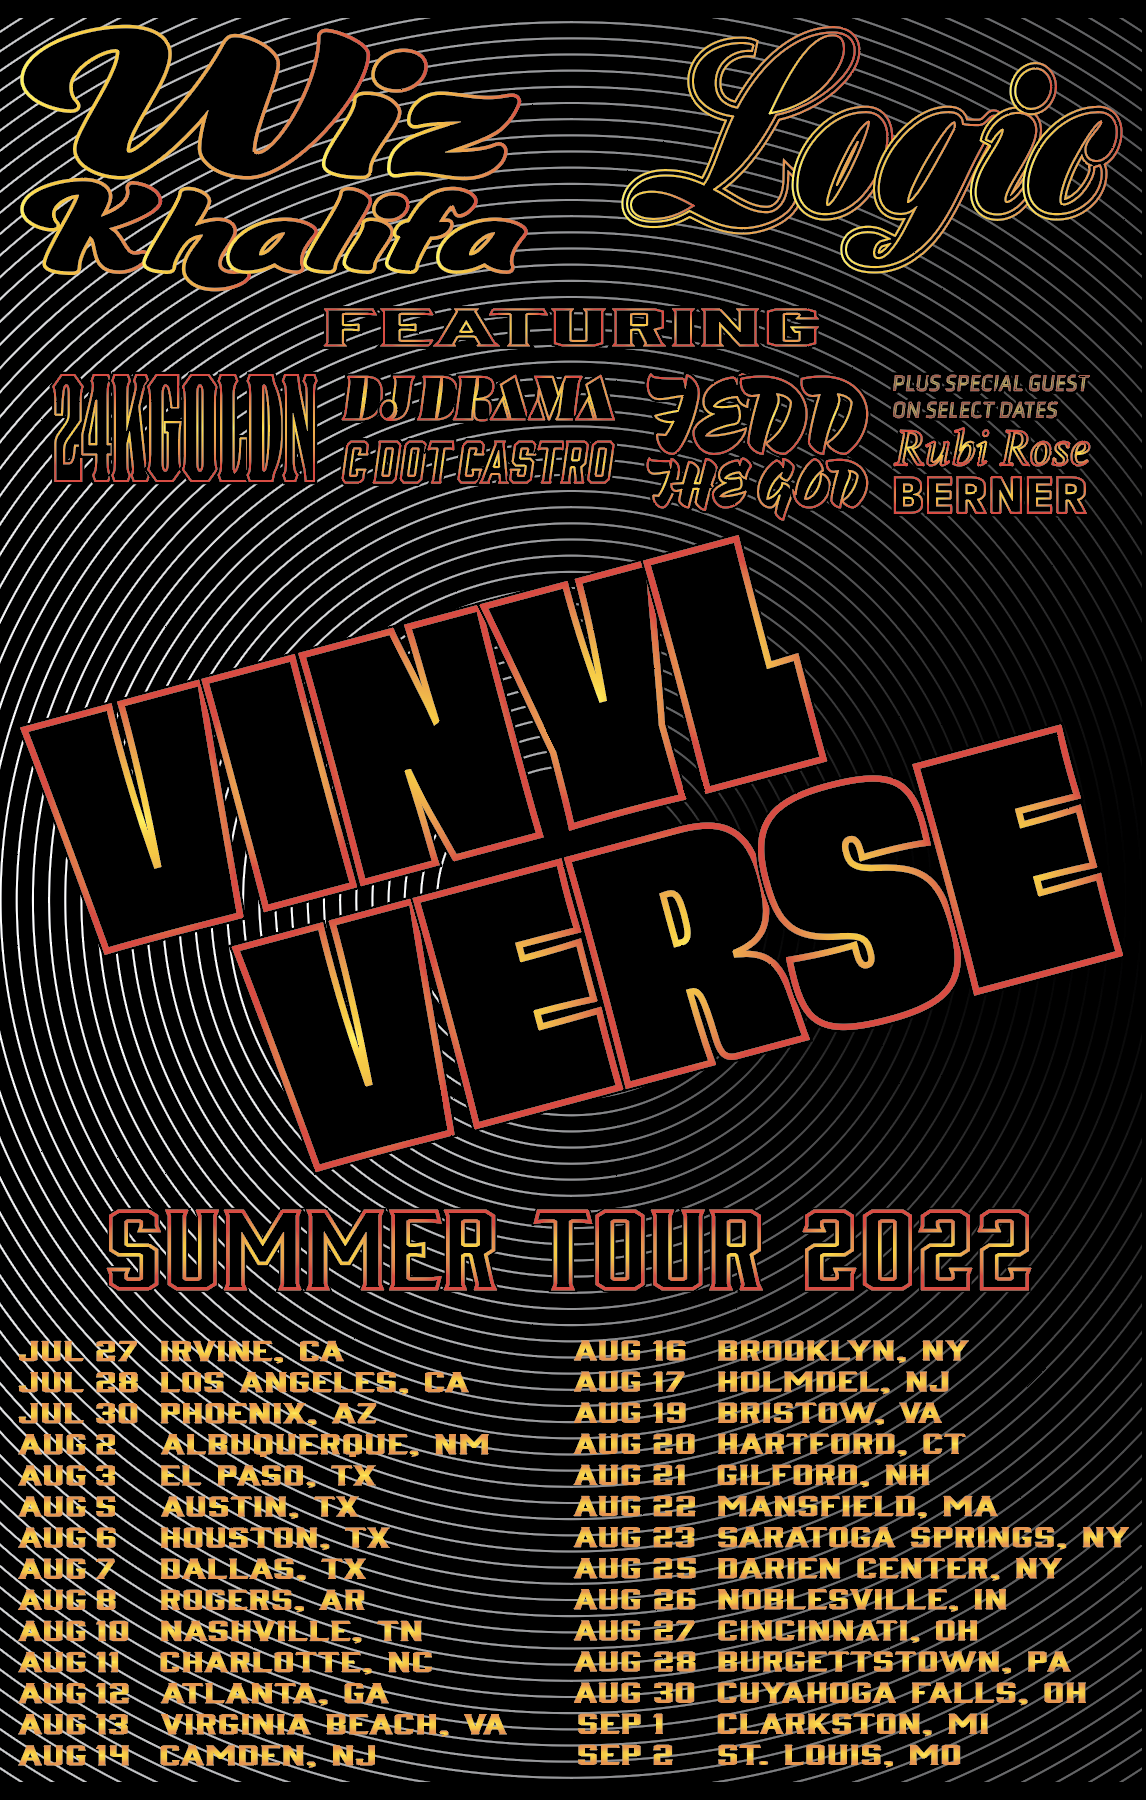 Wiz
Khalifa
Logic
FEATURING
24KGOLDN
DJ DRAMA
C DOT CASTRO
FEDD
THE GOD
PLUS SPECIAL GUEST
ON SELECT DATES
Rubi Rose
BERNER
VINYL
VERSE
SUMMER TOUR 2022
JUL 27 IRVINE, CA
JUL 28 LOS ANGELES, CA
JUL 30 PHOENIX, AZ
AUG 2 ALBUQUERQUE, NM
AUG 3 EL PASO, TX
AUG 5 AUSTIN, TX
AUG 6 HOUSTON, TX
AUG 7 DALLAS, TX
AUG 8 ROGERS, AR
AUG 10 NASHVILLE, TN
AUG 11 CHARLOTTE, NC
AUG 12 ATLANTA, GA
AUG 13 VIRGINIA BEACH, VA
AUG 14 CAMDEN, NJ
AUG 16 BROOKLYN, NY
AUG 17 HOLMDEL, NJ
AUG 19 BRISTOW, VA
AUG 20 HARTFORD, CT
AUG 21 GILFORD, NH
AUG 22 MANSFIELD, MA
AUG 23 SARATOGA SPRINGS, NY
AUG 25 DARIEN CENTER, NY
AUG 26 NOBLESVILLE, IN
AUG 27 CINCINNATI, OH
AUG 28 BURGETTSTOWN, PA
AUG 30 CUYAHOGA FALLS, OH
SEP 1 CLARKSTON, MI
SEP 2 ST. LOUIS, MO